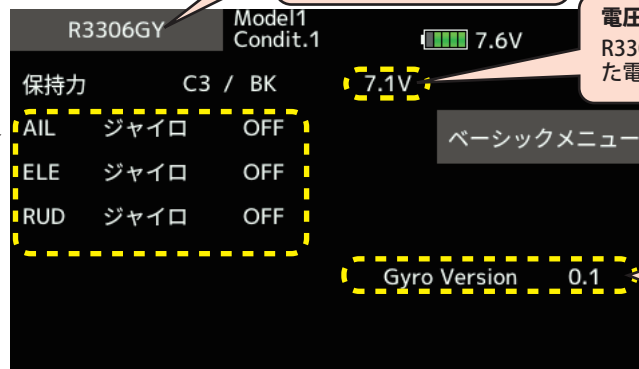 R3306GY
Model1
Condit.1
7.6V
電圧
R330
た電
保持力 C3 / BK 7.1V
AIL ジャイロ OFF
ベーシックメニュー
ELE ジャイロ OFF
RUD ジャイロ OFF
Gyro Version 0.1